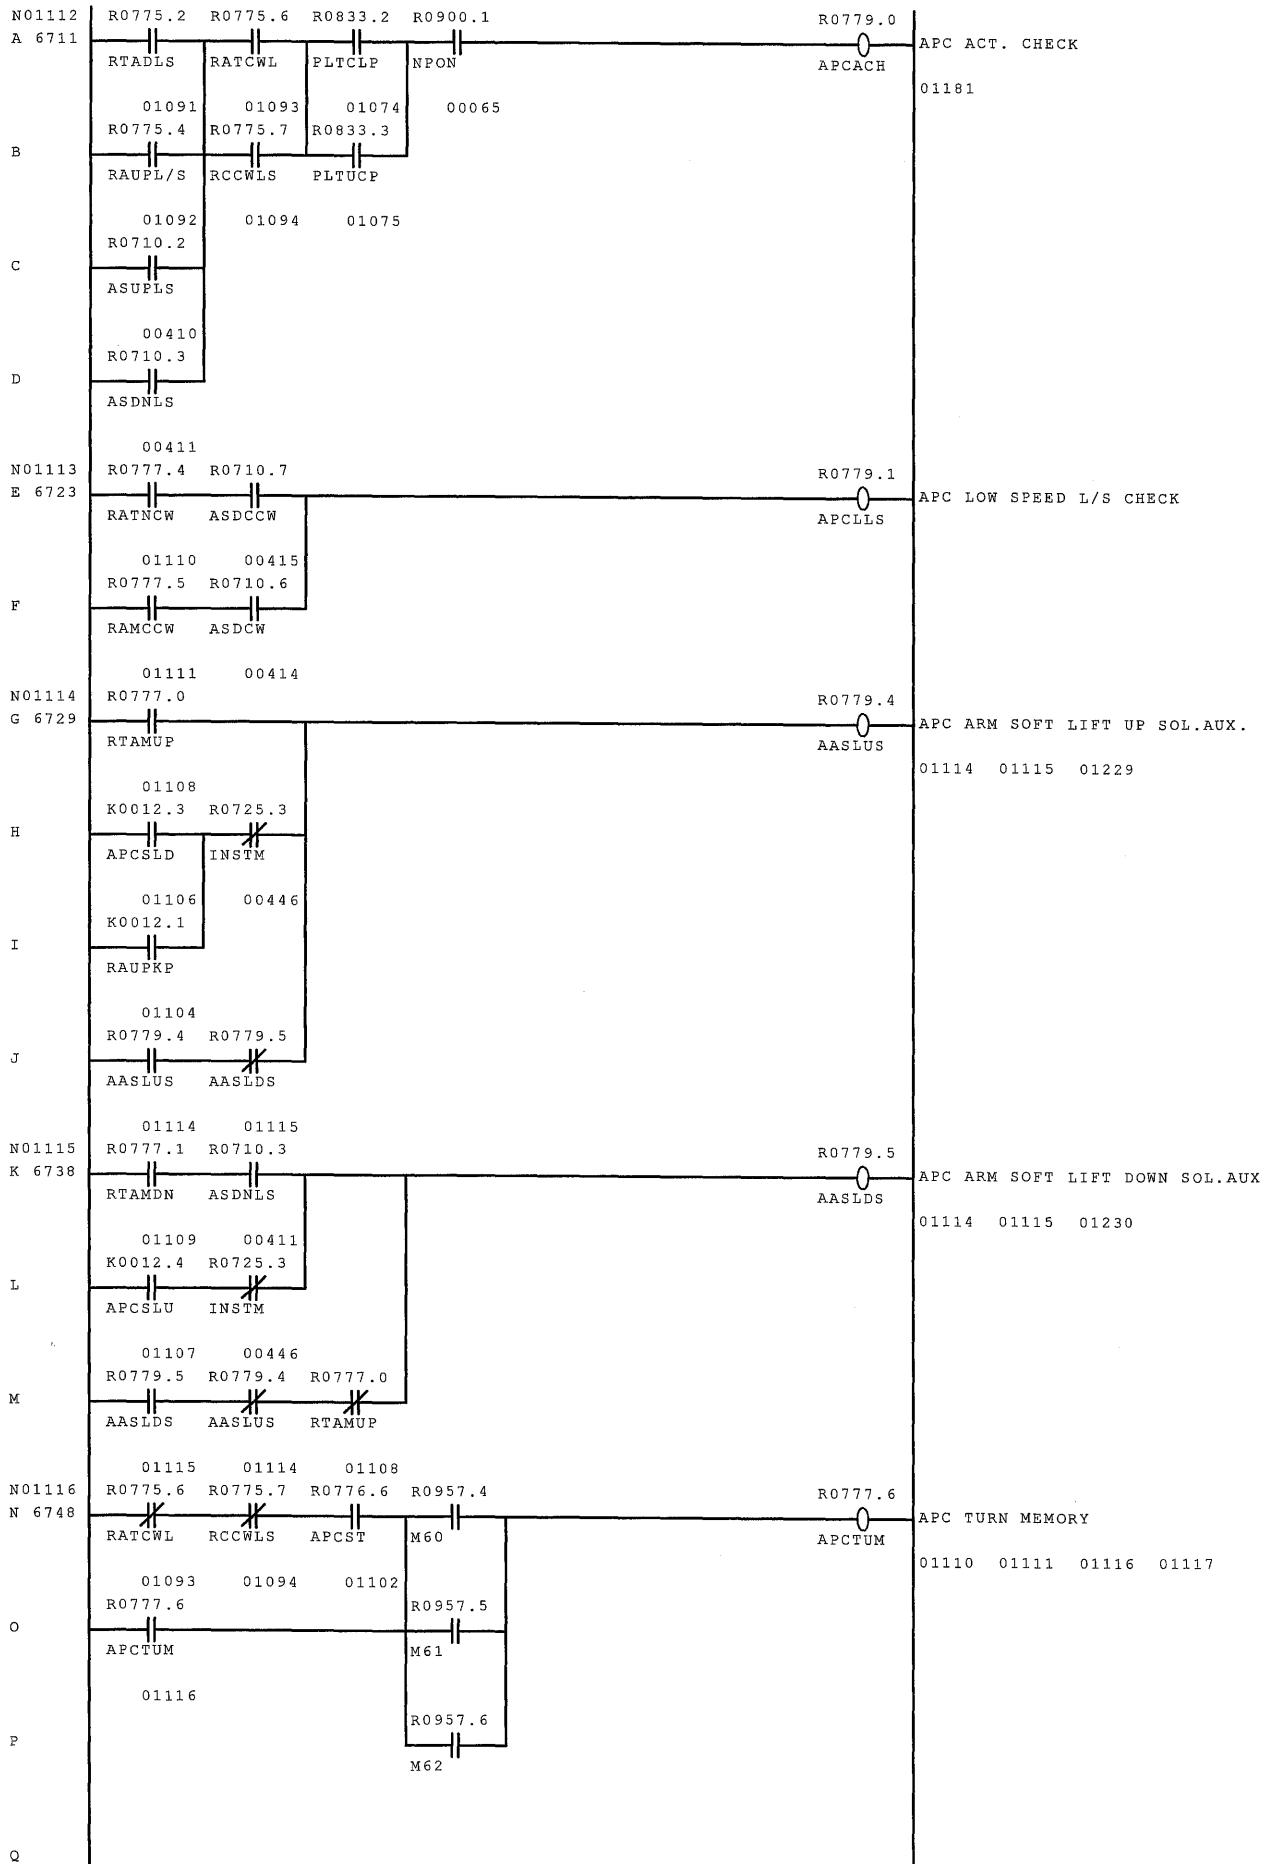 N01112 R0775.2 R0775.6 R0833.2 R0900.1 R0779.0
A 6711 APC ACT. CHECK
RTADLS RATCWL PLTCLP NPON APCACH
01181
01091 01093 01074 00065
R0775.4 R0775.7 R0833.3
B
RAUPL/S RCCWLS PLTUCP
01092 01094 01075
R0710.2
C
ASUPLS
00410
R0710.3
D
ASDNLS
00411
N01113 R0777.4 R0710.7 R0779.1
E 6723 APC LOW SPEED L/S CHECK
RATNCW ASDCCW APCLLS
01110 00415
R0777.5 R0710.6
F
RAMCCW ASDCW
01111 00414
N01114 R0777.0 R0779.4
G 6729 APC ARM SOFT LIFT UP SOL.AUX.
RTAMUP AASLUS
01114 01115 01229
01108
K0012.3 R0725.3
H
APCSLD INSTM
01106 00446
K0012.1
I
RAUPKP
01104
R0779.4 R0779.5
J
AASLUS AASLDS
01114 01115
N01115 R0777.1 R0710.3 R0779.5
K 6738 APC ARM SOFT LIFT DOWN SOL.AUX
RTAMDN ASDNLS AASLDS
01114 01115 01230
01109 00411
K0012.4 R0725.3
L
APCSLU INSTM
01107 00446
R0779.5 R0779.4 R0777.0
M
AASLDS AASLUS RTAMUP
01115 01114 01108
N01116 R0775.6 R0775.7 R0776.6 R0957.4 R0777.6
N 6748 APC TURN MEMORY
RATCWL RCCWLS APCST M60 APCTUM
01110 01111 01116 01117
01093 01094 01102
R0777.6 R0957.5
O
APCTUM M61
01116
R0957.6
P
M62
Q